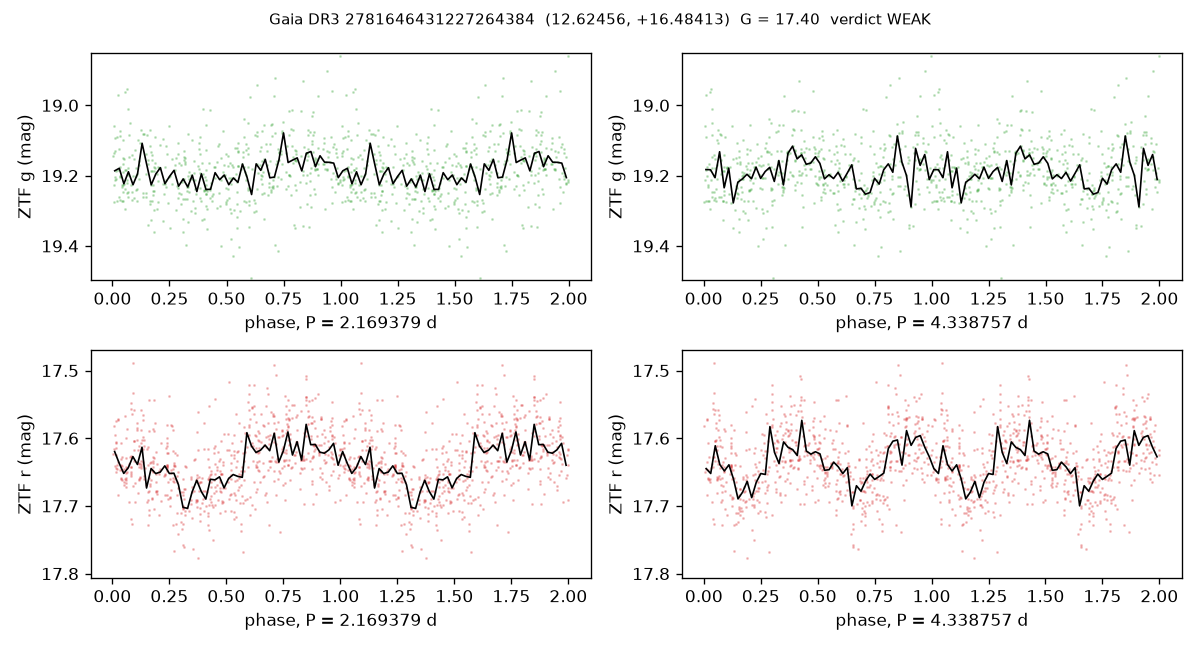 Gaia DR3 2781646431227264384 (12.62456, +16.48413) G = 17.40 verdict WEAK
ZTF g (mag)
19.0
19.2
19.4
0.00 0.25 0.50 0.75 1.00 1.25 1.50 1.75 2.00
phase, P = 2.169379 d
ZTF g (mag)
19.0
19.2
19.4
0.00 0.25 0.50 0.75 1.00 1.25 1.50 1.75 2.00
phase, P = 4.338757 d
ZTF r (mag)
17.5
17.6
17.7
17.8
0.00 0.25 0.50 0.75 1.00 1.25 1.50 1.75 2.00
phase, P = 2.169379 d
ZTF r (mag)
17.5
17.6
17.7
17.8
0.00 0.25 0.50 0.75 1.00 1.25 1.50 1.75 2.00
phase, P = 4.338757 d